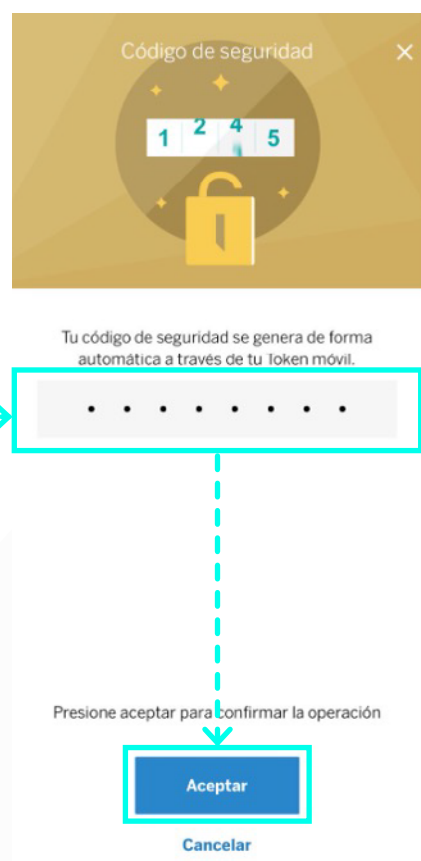 Código de seguridad
1 2 4 5
Tu código de seguridad se genera de forma
automática a través de tu Token móvil.
• • • • • • • •
Presione aceptar para confirmar la operación
Aceptar
Cancelar